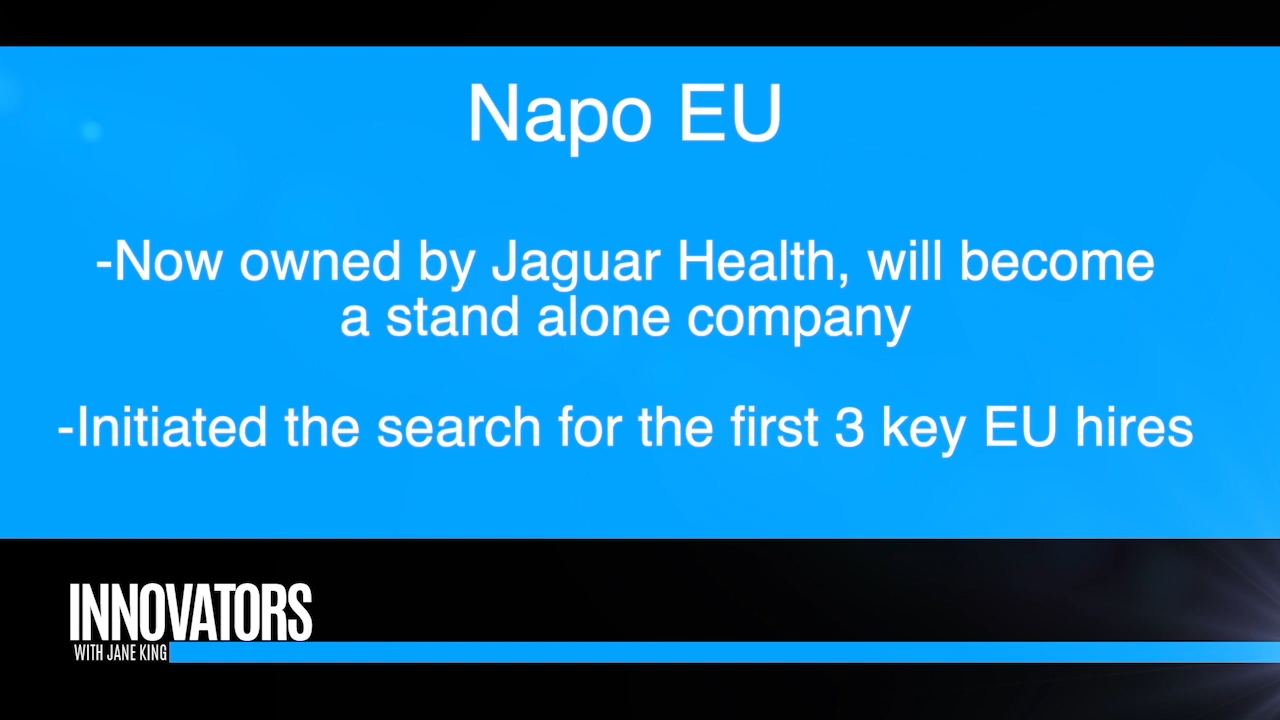 Napo EU
-Now owned by Jaguar Health, will become
a stand alone company
-Initiated the search for the first 3 key EU hires
INNOVATORS
WITH JANE KING